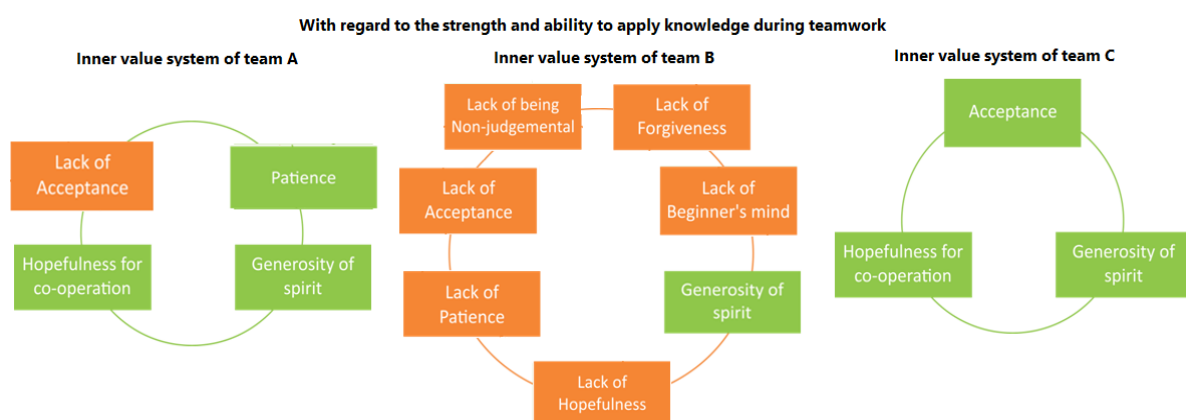 With regard to the strength and ability to apply knowledge during teamwork
Inner value system of team A
Lack of
Acceptance
Patience
Hopefulness for
co-operation
Generosity of
spirit
Inner value system of team B
Lack of being
Non-judgemental
Lack of
Forgiveness
Lack of
Acceptance
Lack of
Beginner's mind
Lack of
Patience
Generosity of
spirit
Lack of
Hopefulness
Inner value system of team C
Acceptance
Hopefulness for
co-operation
Generosity of
spirit